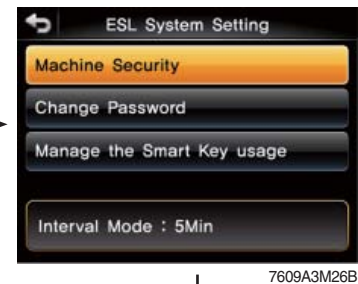 ESL System Setting
Machine Security
Change Password
Manage the Smart Key usage
Interval Mode : 5Min
7609A3M26B